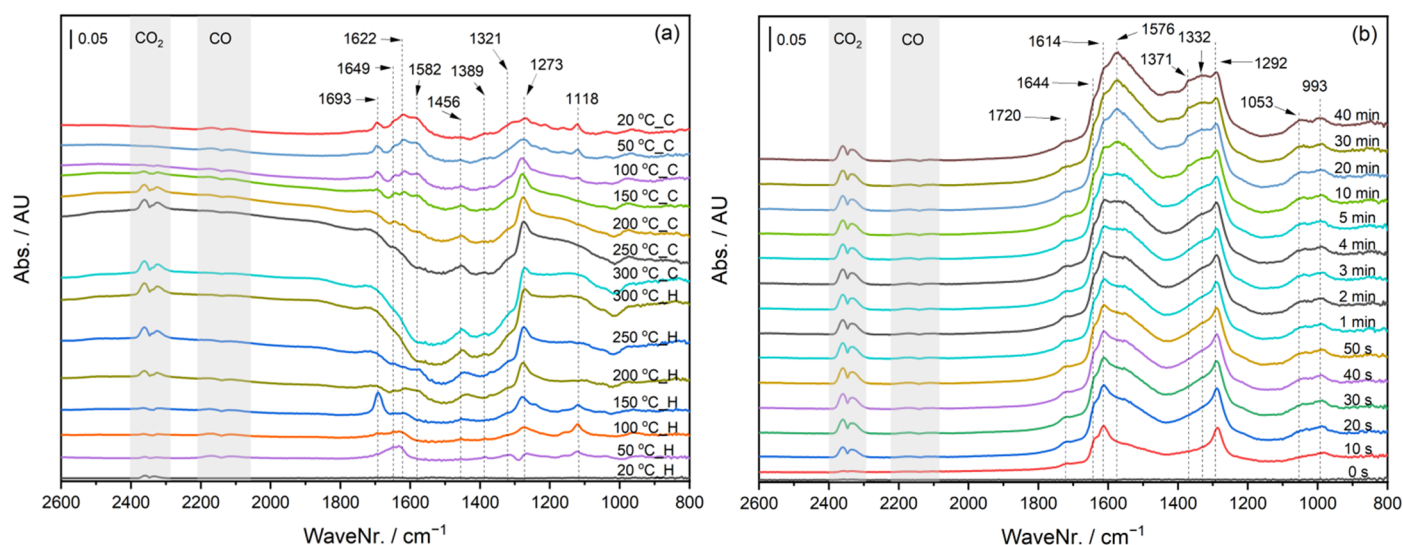 0.05
CO2
CO
(a)
1622
1321
1649
1582
1389
1273
1693
1456
1118
20 °C_C
50 °C_C
100 °C_C
150 °C_C
200 °C_C
250 °C_C
300 °C_C
300 °C_H
250 °C_H
200 °C_H
150 °C_H
100 °C_H
50 °C_H
20 °C_H
Abs. / AU
2600 2400 2200 2000 1800 1600 1400 1200 1000 800
WaveNr. / cm−1
0.05
CO2
CO
(b)
1614
1576
1332
1371
1292
1644
1720
1053
993
40 min
30 min
20 min
10 min
5 min
4 min
3 min
2 min
1 min
50 s
40 s
30 s
20 s
10 s
0 s
Abs. / AU
2600 2400 2200 2000 1800 1600 1400 1200 1000 800
WaveNr. / cm−1